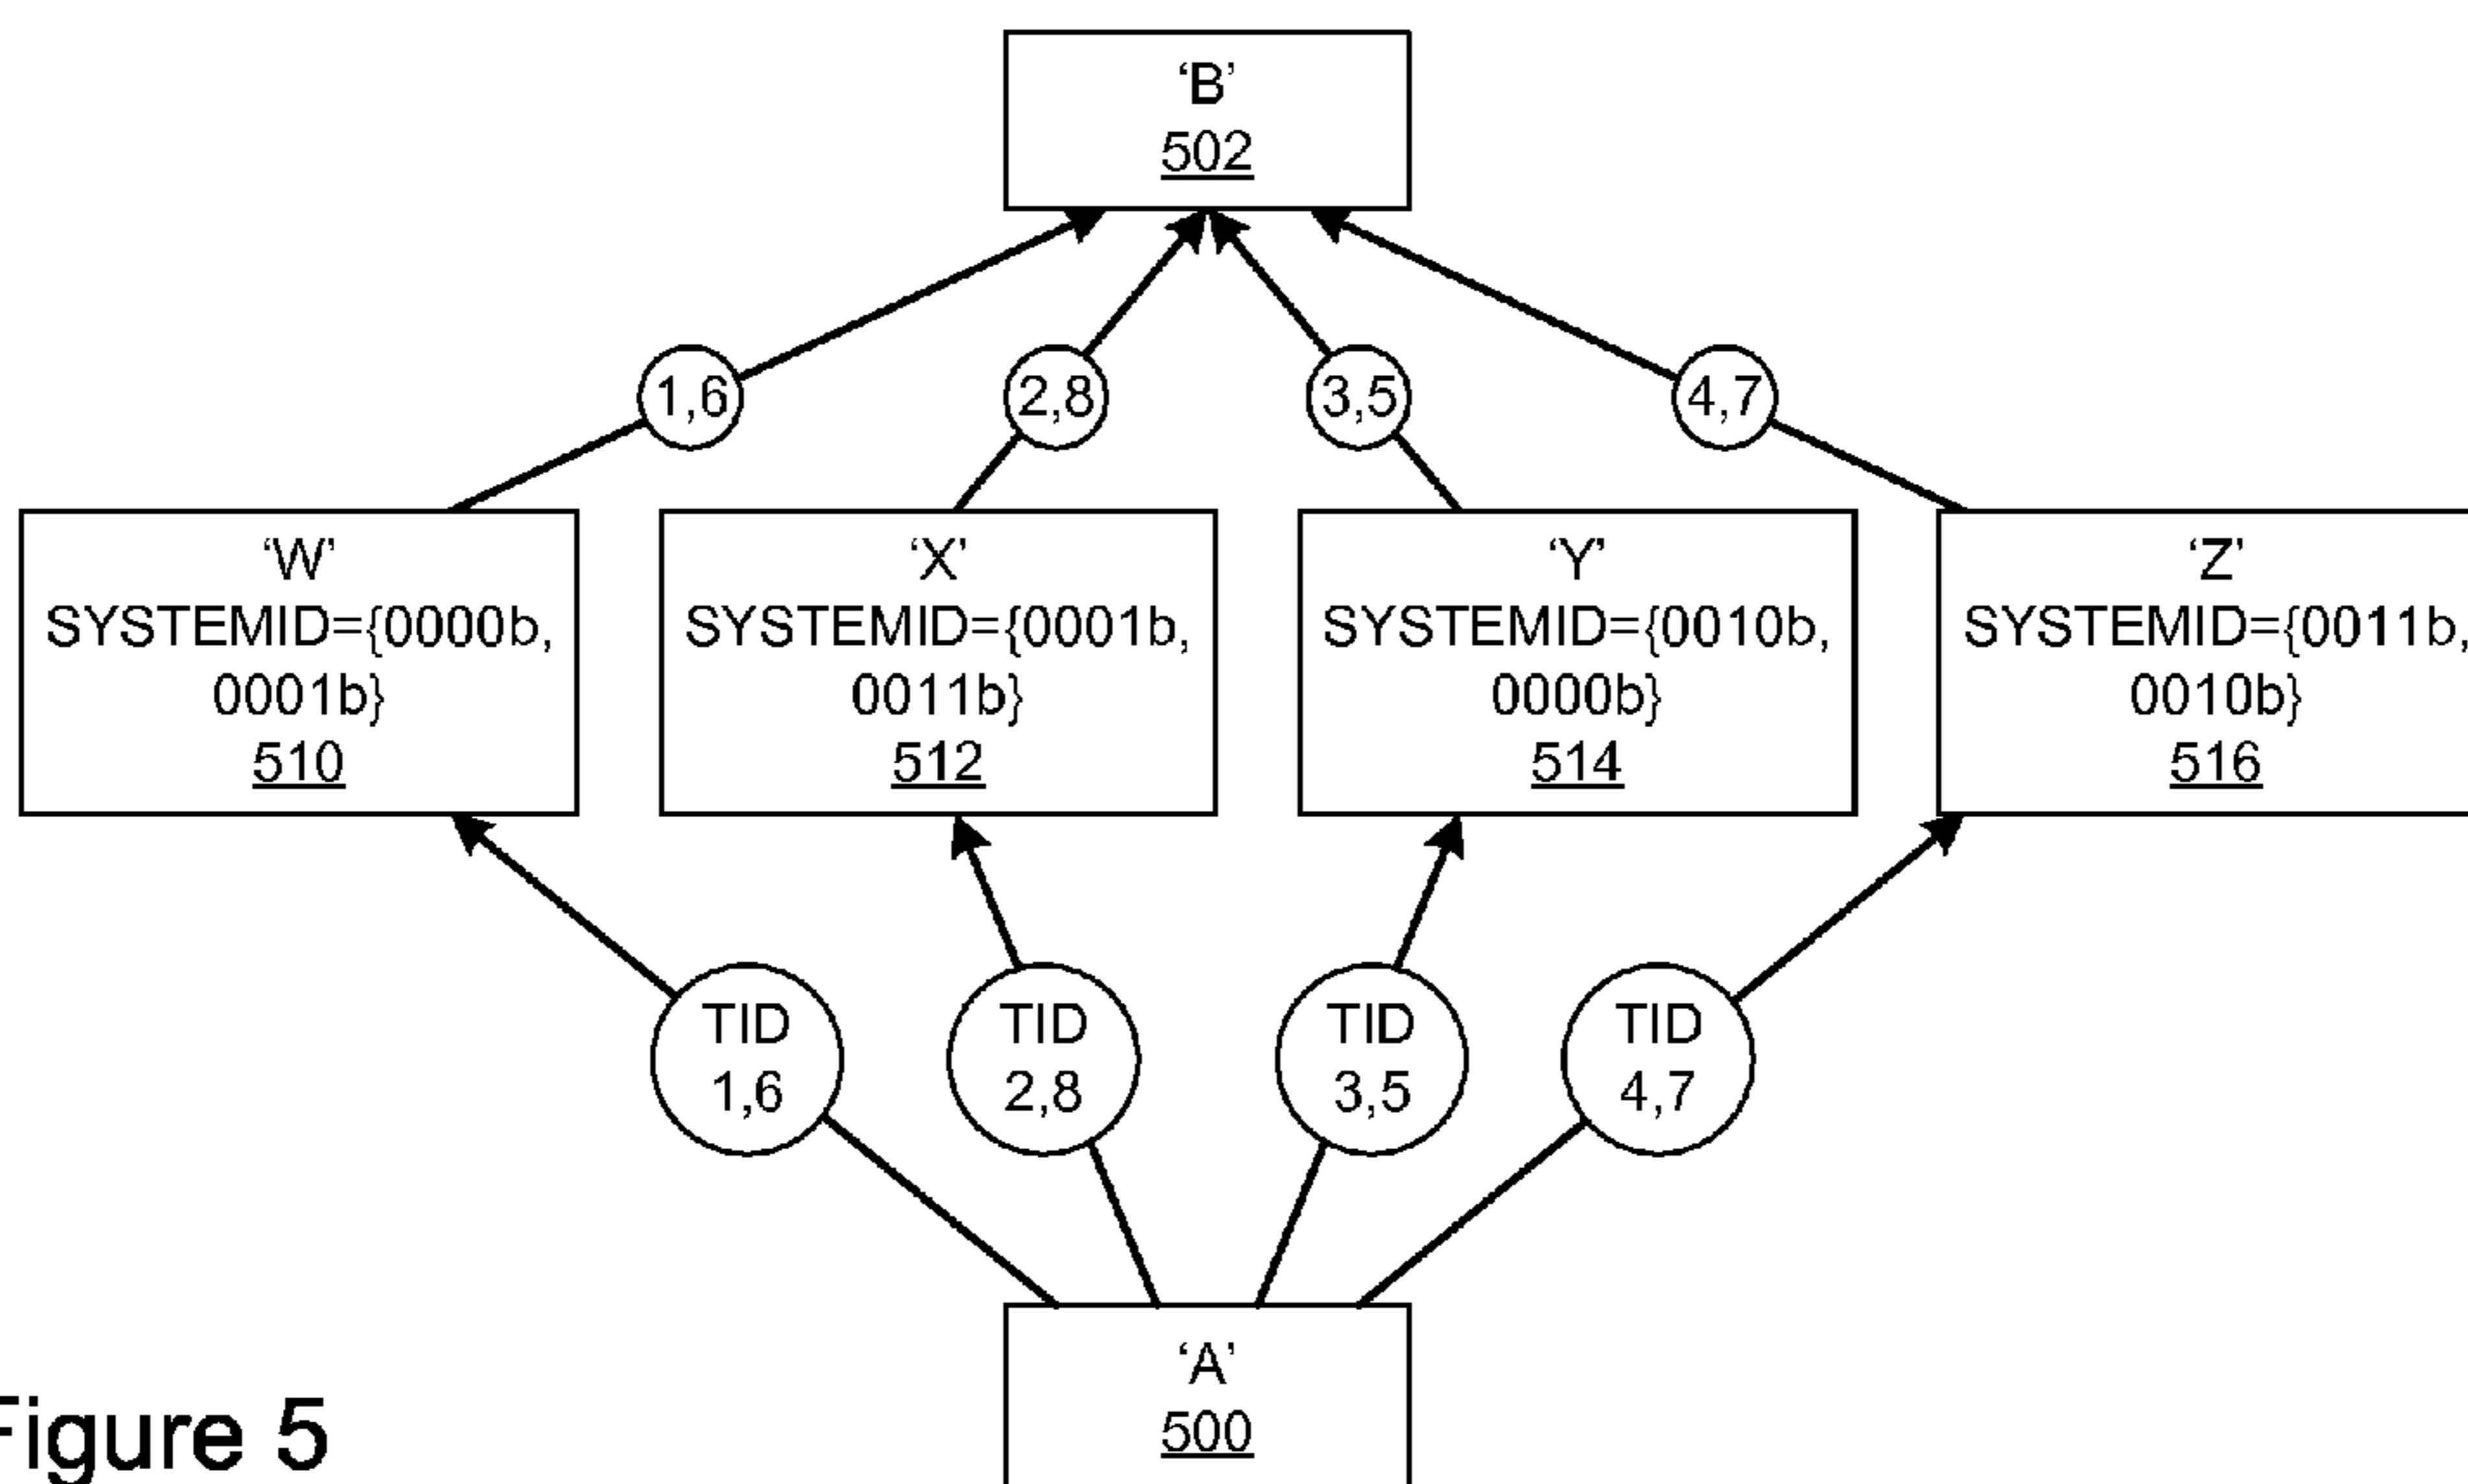 ‘B’
502
1,6
2,8
3,5
4,7
‘W’
SYSTEMID={0000b,
0001b}
510
‘X’
SYSTEMID={0001b,
0011b}
512
‘Y’
SYSTEMID={0010b,
0000b}
514
‘Z’
SYSTEMID={0011b,
0010b}
516
TID
1,6
TID
2,8
TID
3,5
TID
4,7
‘A’
500
Figure 5